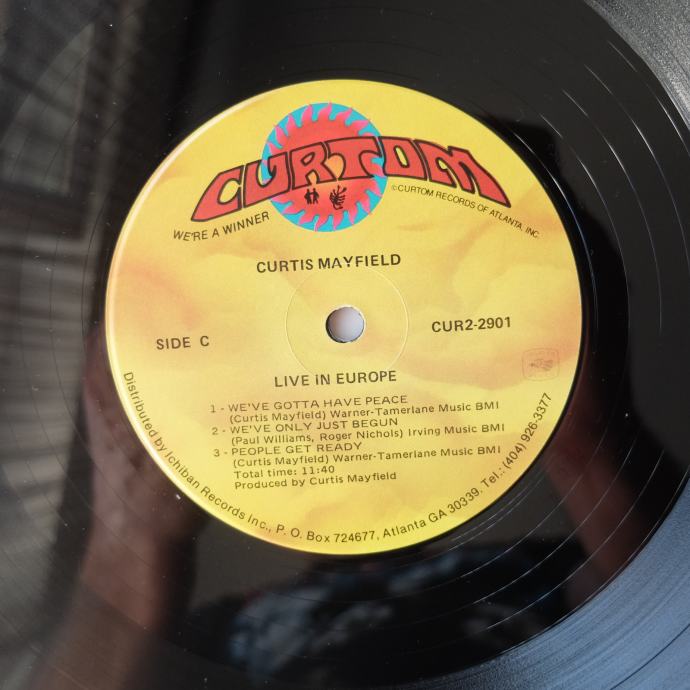 CURTOM
WE'RE A WINNER
©CURTOM RECORDS OF ATLANTA, INC.
CURTIS MAYFIELD
SIDE C
CUR2-2901
LIVE iN EUROPE
1 - WE'VE GOTTA HAVE PEACE
(Curtis Mayfield) Warner-Tamerlane Music BMI
2 - WE'VE ONLY JUST BEGUN
(Paul Williams, Roger Nichols) Irving Music BMI
3 - PEOPLE GET READY
(Curtis Mayfield) Warner-Tamerlane Music BMI
Total time: 11:40
Produced by Curtis Mayfield
Distributed by Ichiban Records Inc., P. O. Box 724677, Atlanta GA 30339. Tel.: (404) 926-3377